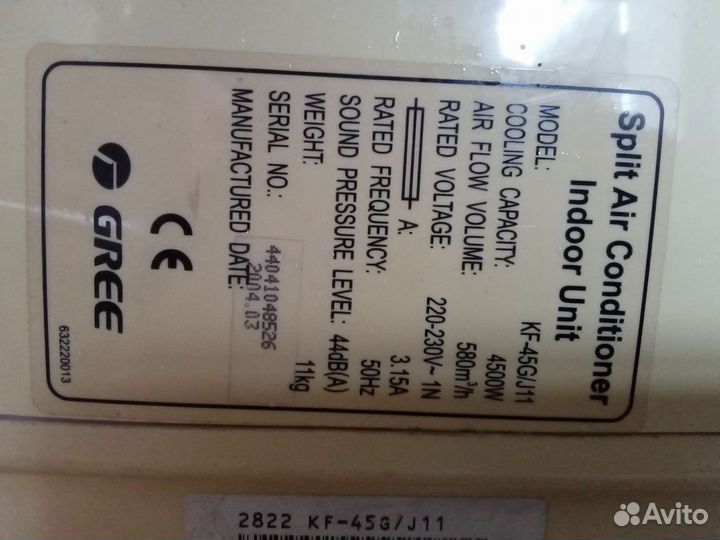 Split Air Conditioner
Indoor Unit
MODEL: KF-45G/J11
COOLING CAPACITY: 4500W
AIR FLOW VOLUME: 580m³/h
RATED VOLTAGE: 220-230V~ 1N
A: 3.15A
RATED FREQUENCY: 50Hz
SOUND PRESSURE LEVEL: 44dB(A)
WEIGHT: 11kg
SERIAL NO.: 44041048526
MANUFACTURED DATE: 2004.03
CE
GREE
632220013
2822 KF-45G/J11
Avito